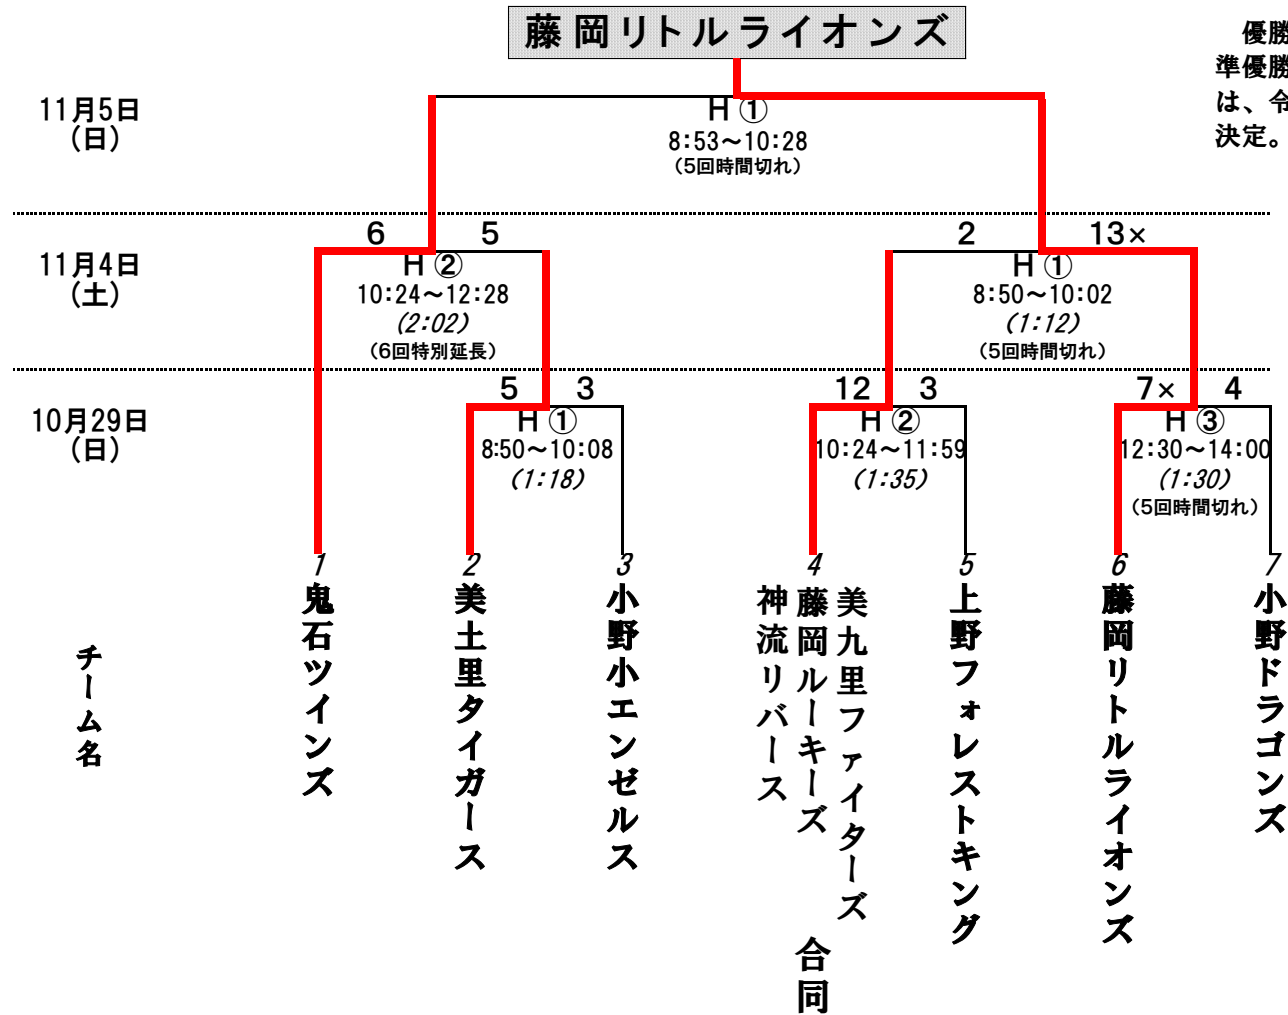 藤岡リトルライオンズ
優勝
準優勝
は、令
決定。
11月5日
(日)
H ①
8:53～10:28
(5回時間切れ)
11月4日
(土)
6 5
H ②
10:24～12:28
(2:02)
(6回特別延長)
2 13×
H ①
8:50～10:02
(1:12)
(5回時間切れ)
10月29日
(日)
5 3
H ①
8:50～10:08
(1:18)
12 3
H ②
10:24～11:59
(1:35)
7× 4
H ③
12:30～14:00
(1:30)
(5回時間切れ)
チーム名
1
鬼石ツインズ
2
美土里タイガース
3
小野小エンゼルス
4
美九里ファイターズ
藤岡ルーキーズ
神流リバース
合同
5
上野フォレストキング
6
藤岡リトルライオンズ
7
小野ドラゴンズ